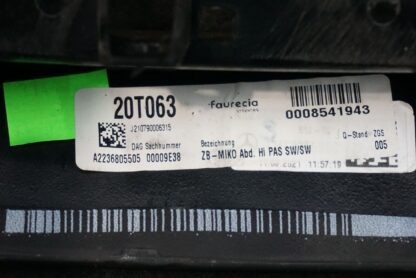 20T063
faurecia
0008541943
J210790006315
DAG Sachnummer
Bezeichnung
Q-Stand: ZGS
A2236805505 00009E38
ZB-MIKO Abd. Hi PAS SW/SW
005
2021 11:57:19